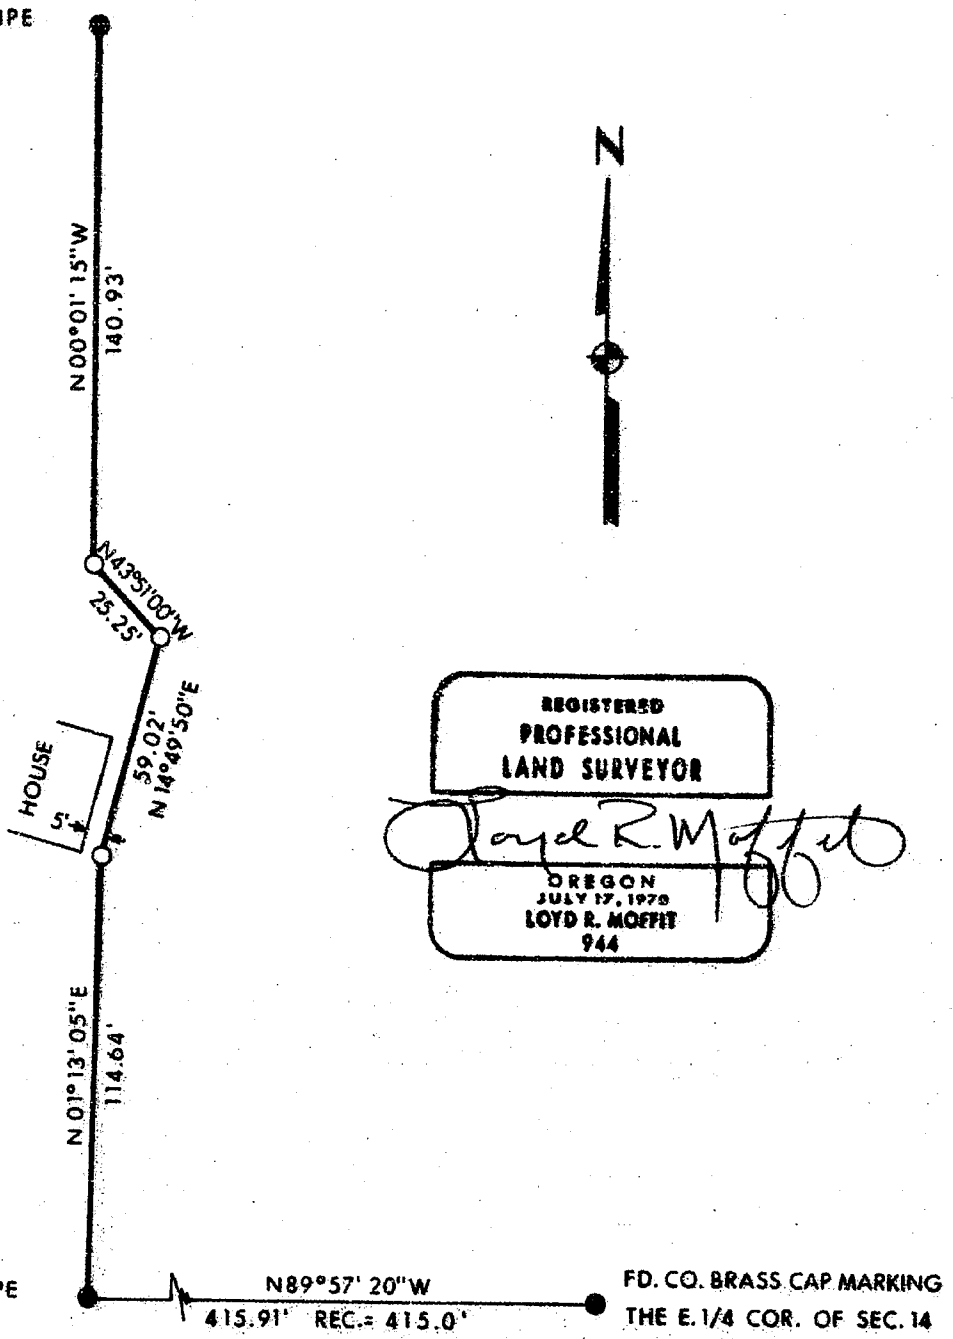 IPE
N
N00°01'15"W
140.93'
N43°51'00"W
25.25'
59.02'
N14°49'50"E
HOUSE
5'
REGISTERED
PROFESSIONAL
LAND SURVEYOR
Loyd R. Moffit
OREGON
JULY 17, 1970
LOYD R. MOFFIT
944
N01°13'05"E
114.64'
PE
N89°57'20"W
415.91' REC.= 415.0'
FD. CO. BRASS CAP MARKING
THE E.1/4 COR. OF SEC.14